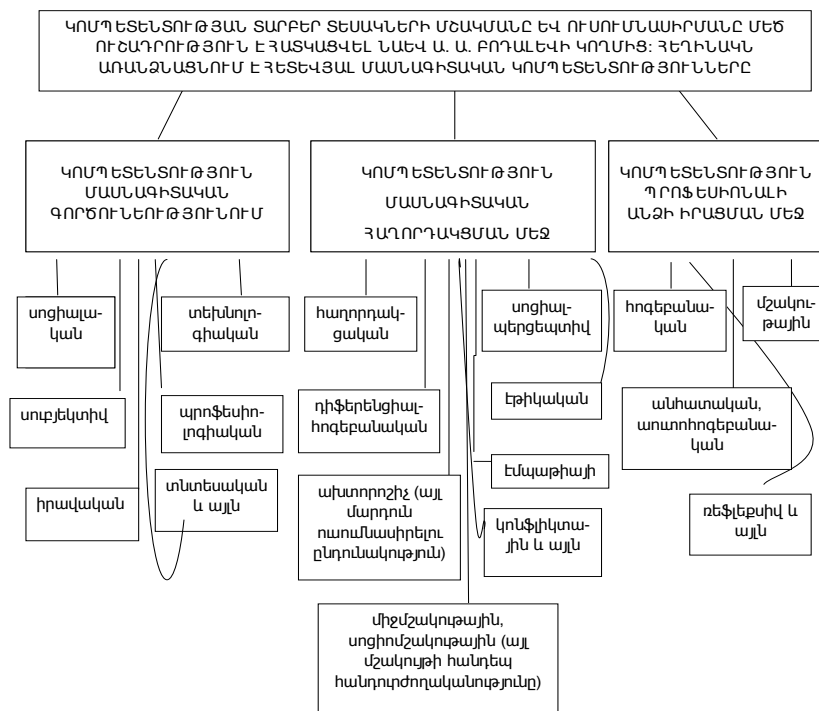 ԿՈՄՊԵՏԵՆՏՈՒԹՅԱՆ ՏԱՐԲԵՐ ՏԵՍԱԿՆԵՐԻ ՄՇԱԿՄԱՆԸ ԵՎ ՈՒՍՈՒՄՆԱՍԻՐՄԱՆԸ ՄԵԾ
ՈՒՇԱԴՐՈՒԹՅՈՒՆ Է ՀԱՏԿԱՑՎԵԼ ՆԱԵՎ Ա. Ա. ԲՈԴԱԼԵՎԻ ԿՈՂՄԻՑ: ՀԵՂԻՆԱԿՆ
ԱՌԱՆՁՆԱՑՆՈՒՄ Է ՀԵՏԵՎՅԱԼ ՄԱՍՆԱԳԻՏԱԿԱՆ ԿՈՄՊԵՏԵՆՏՈՒԹՅՈՒՆՆԵՐԸ
ԿՈՄՊԵՏԵՆՏՈՒԹՅՈՒՆ
ՄԱՍՆԱԳԻՏԱԿԱՆ
ԳՈՐԾՈՒՆԵՈՒԹՅՈՒՆՈՒՄ
ԿՈՄՊԵՏԵՆՏՈՒԹՅՈՒՆ
ՄԱՍՆԱԳԻՏԱԿԱՆ
ՀԱՂՈՐԴԱԿՑՄԱՆ ՄԵՋ
ԿՈՄՊԵՏԵՆՏՈՒԹՅՈՒՆ
ՊՐՈՖԵՍԻՈՆԱԼԻ
ԱՆՁԻ ԻՐԱՑՄԱՆ ՄԵՋ
սոցիալա-
կան
տեխնոլո-
գիական
սուբյեկտիվ
պրոֆեսիո-
լոգիական
իրավական
տնտեսական
և այլն
հաղորդակ-
ցական
սոցիալ-
պերցեպտիվ
դիֆերենցիալ-
հոգեբանական
էթիկական
ախտորոշիչ (այլ
մարդուն
ուսումնասիրելու
ընդունակություն)
էմպաթիայի
կոնֆլիկտա-
յին և այլն
միջմշակութային,
սոցիոմշակութային (այլ
մշակույթի հանդեպ
հանդուրժողականությունը)
հոգեբանա-
կան
մշակու-
թային
անհատական,
աուտոհոգեբանա-
կան
ռեֆլեքսիվ և
այլն